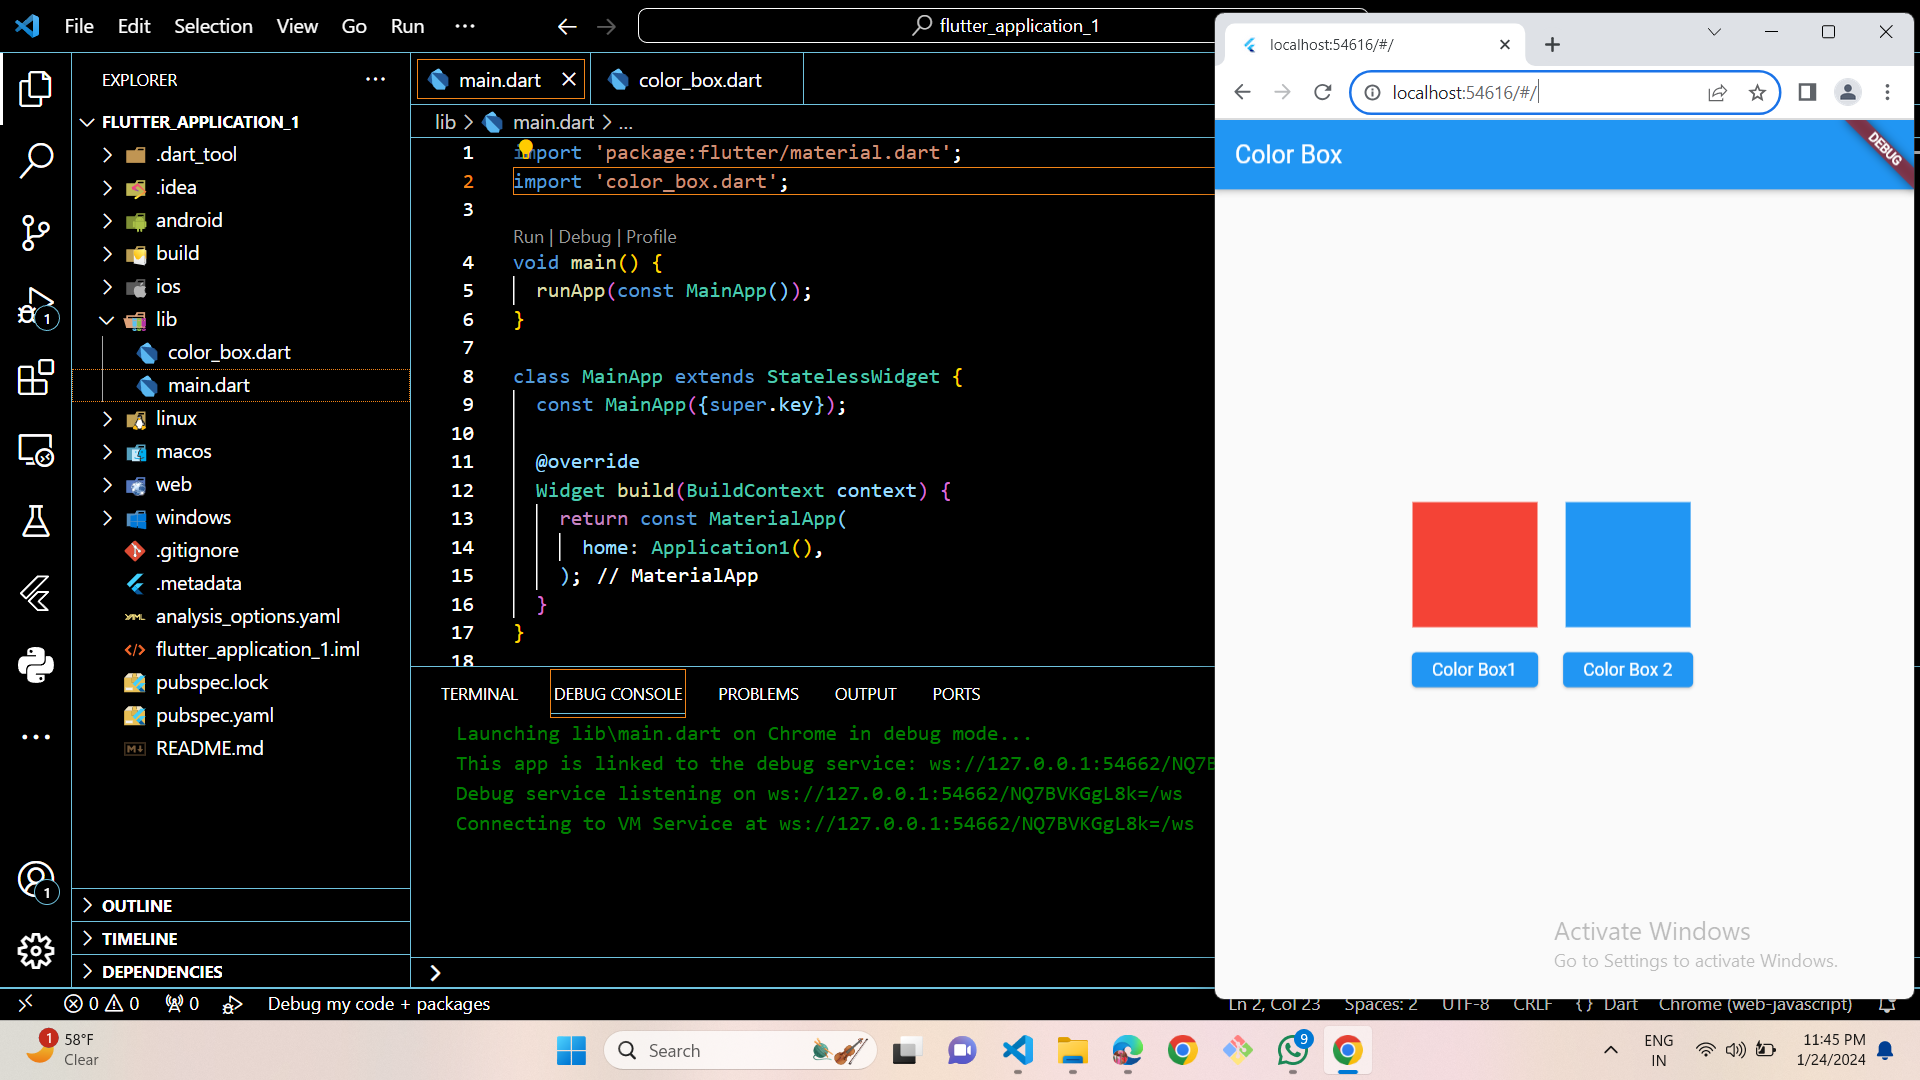 File Edit Selection View Go Run ...
flutter_application_1
EXPLORER
FLUTTER_APPLICATION_1
.dart_tool
.idea
android
build
ios
lib
color_box.dart
main.dart
linux
macos
web
windows
.gitignore
.metadata
analysis_options.yaml
flutter_application_1.iml
pubspec.lock
pubspec.yaml
README.md
OUTLINE
TIMELINE
DEPENDENCIES
1
1
main.dart
color_box.dart
lib > main.dart > ...
1 import 'package:flutter/material.dart';
2 import 'color_box.dart';
3
Run | Debug | Profile
4 void main() {
5 runApp(const MainApp());
6 }
7
8 class MainApp extends StatelessWidget {
9 const MainApp({super.key});
10
11 @override
12 Widget build(BuildContext context) {
13 return const MaterialApp(
14 home: Application1(),
15 ); // MaterialApp
16 }
17 }
18
TERMINAL DEBUG CONSOLE PROBLEMS OUTPUT PORTS
Launching lib\main.dart on Chrome in debug mode...
This app is linked to the debug service: ws://127.0.0.1:54662/NQ7B
Debug service listening on ws://127.0.0.1:54662/NQ7BVKGgL8k=/ws
Connecting to VM Service at ws://127.0.0.1:54662/NQ7BVKGgL8k=/ws
localhost:54616/#/
localhost:54616/#/
Color Box
DEBUG
Color Box1
Color Box 2
Activate Windows
Go to Settings to activate Windows.
0 0 0 Debug my code + packages
Ln 2, Col 23 Spaces: 2 UTF-8 CRLF {} Dart Chrome (web-javascript)
1
58°F
Clear
Search
9
ENG
IN
11:45 PM
1/24/2024